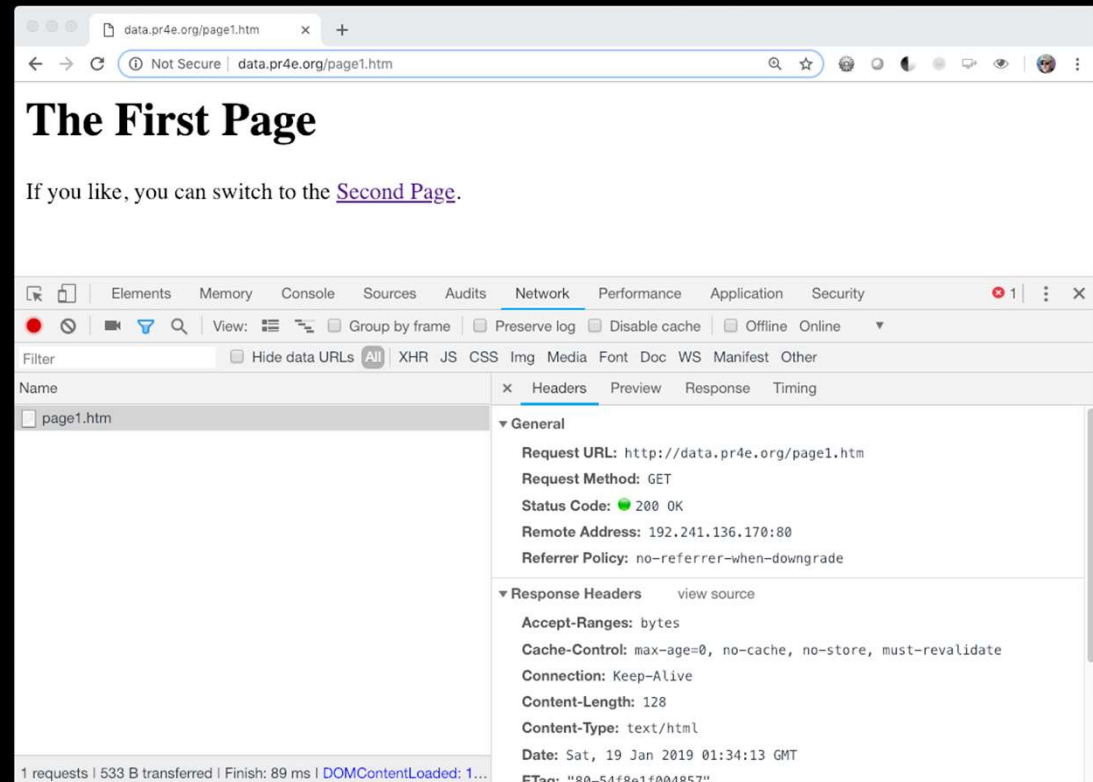 data.pr4e.org/page1.htm
Not Secure | data.pr4e.org/page1.htm
The First Page
If you like, you can switch to the Second Page.
Elements Memory Console Sources Audits Network Performance Application Security 1
View: Group by frame Preserve log Disable cache Offline Online
Filter Hide data URLs All XHR JS CSS Img Media Font Doc WS Manifest Other
Name
page1.htm
1 requests | 533 B transferred | Finish: 89 ms | DOMContentLoaded: 1...
Headers Preview Response Timing
General
Request URL: http://data.pr4e.org/page1.htm
Request Method: GET
Status Code: 200 OK
Remote Address: 192.241.136.170:80
Referrer Policy: no-referrer-when-downgrade
Response Headers view source
Accept-Ranges: bytes
Cache-Control: max-age=0, no-cache, no-store, must-revalidate
Connection: Keep-Alive
Content-Length: 128
Content-Type: text/html
Date: Sat, 19 Jan 2019 01:34:13 GMT
ETag: "80-54f8e1f004857"